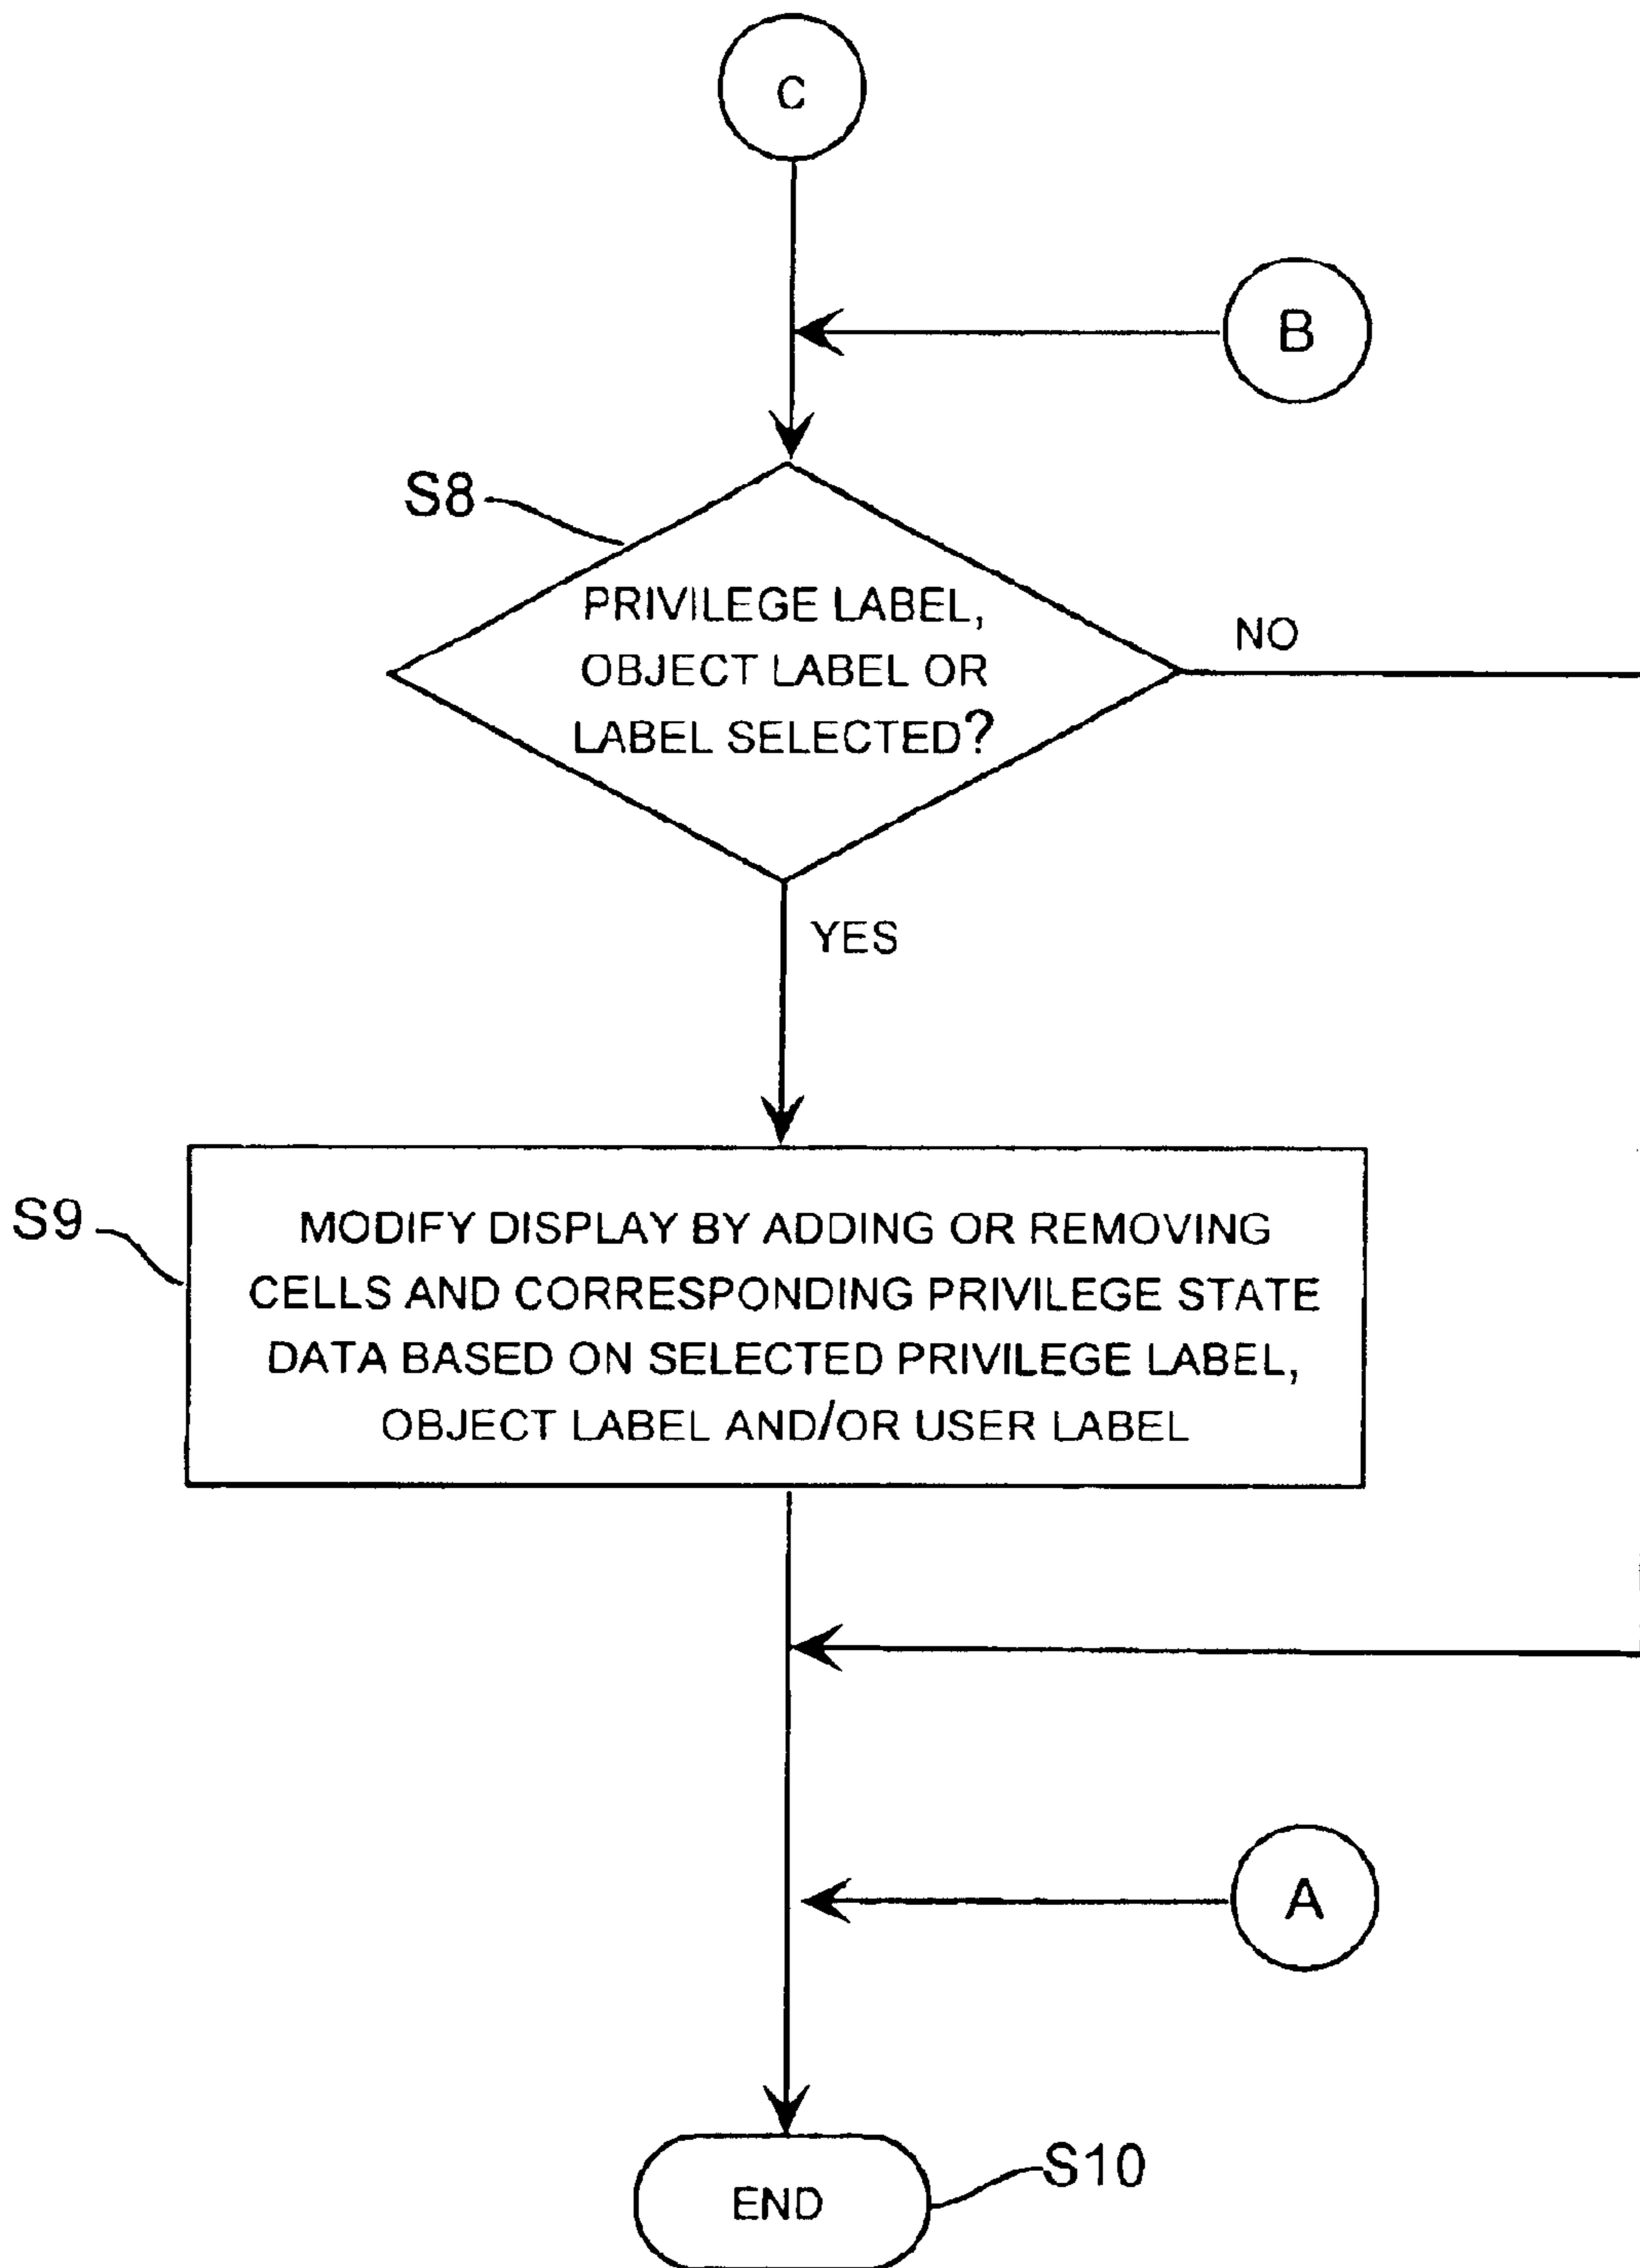 C
B
S8
PRIVILEGE LABEL,
OBJECT LABEL OR
LABEL SELECTED?
NO
YES
S9
MODIFY DISPLAY BY ADDING OR REMOVING
CELLS AND CORRESPONDING PRIVILEGE STATE
DATA BASED ON SELECTED PRIVILEGE LABEL,
OBJECT LABEL AND/OR USER LABEL
A
S10
END